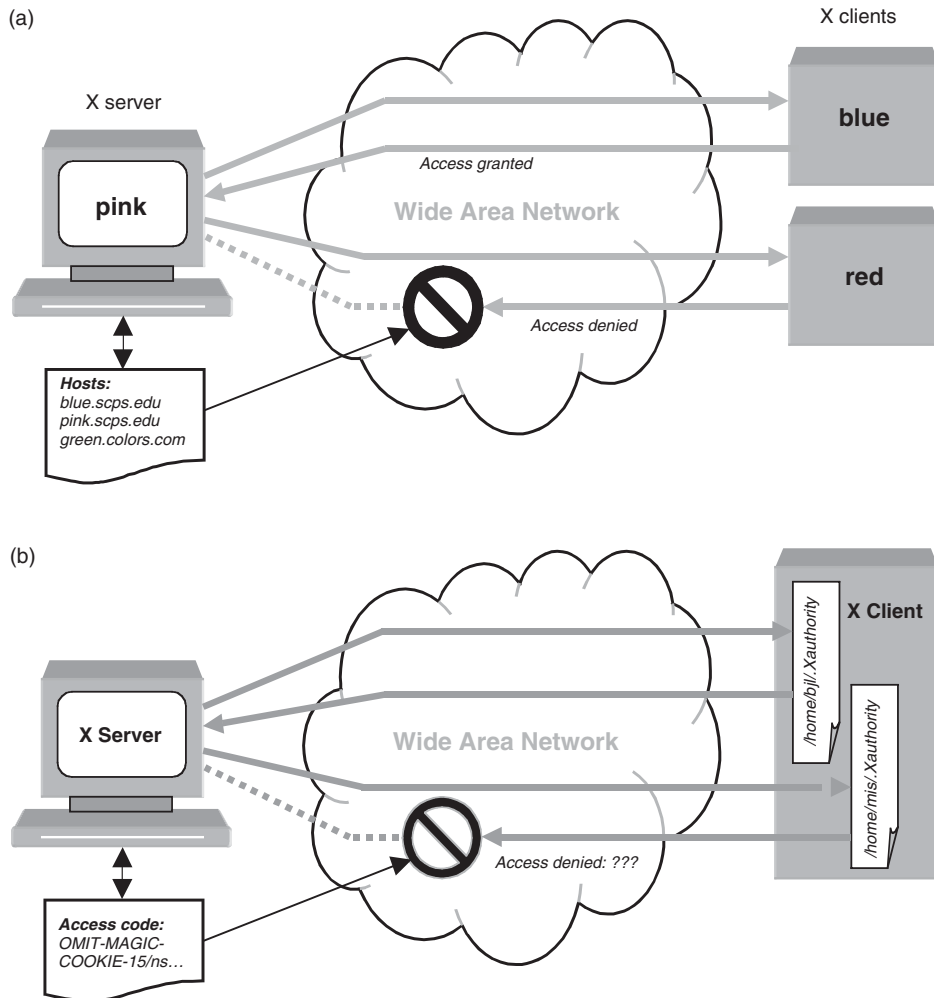 (a)
X clients
X server
blue
Access granted
pink
Wide Area Network
red
Access denied
Hosts:
blue.scps.edu
pink.scps.edu
green.colors.com
(b)
X Client
/home/bjl/.Xauthority
X Server
Wide Area Network
/home/mis/.Xauthority
Access denied: ???
Access code:
OMIT-MAGIC-
COOKIE-15/ns...